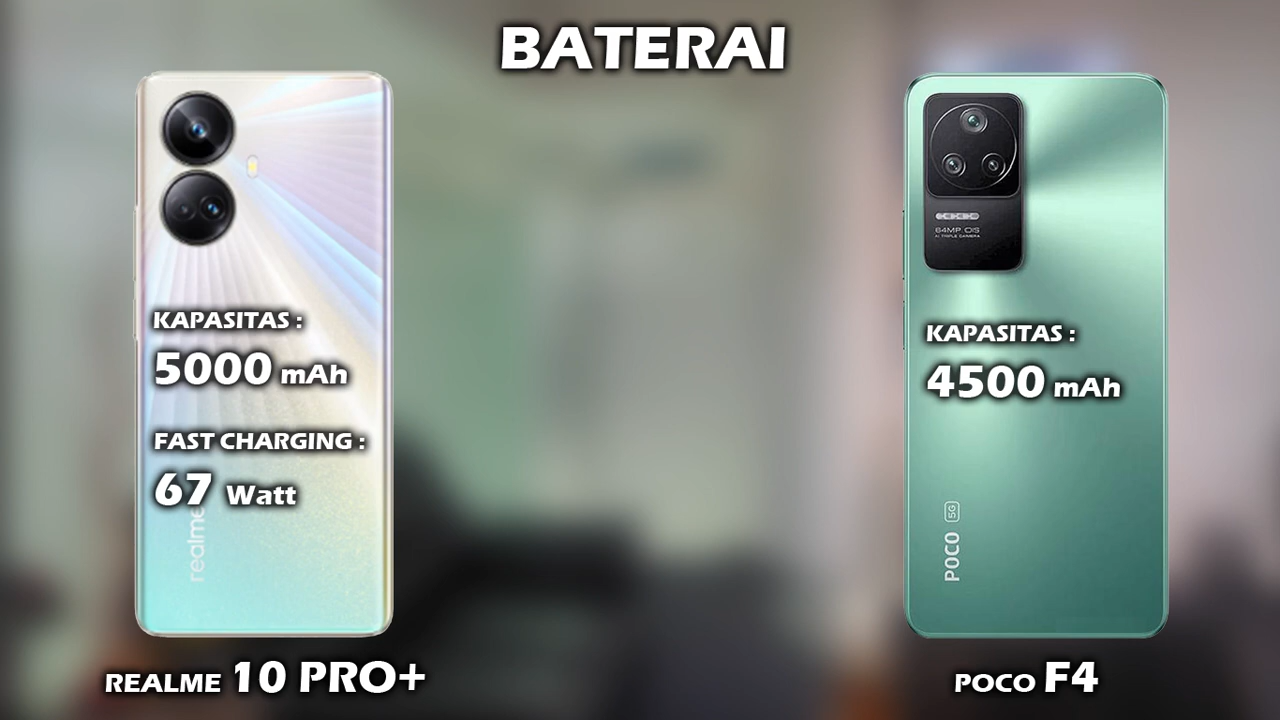 BATERAI
KAPASITAS :
5000 mAh
FAST CHARGING :
67 Watt
realme
REALME 10 PRO+
64MP OIS
AI TRIPLE CAMERA
KAPASITAS :
4500 mAh
POCO 5G
POCO F4